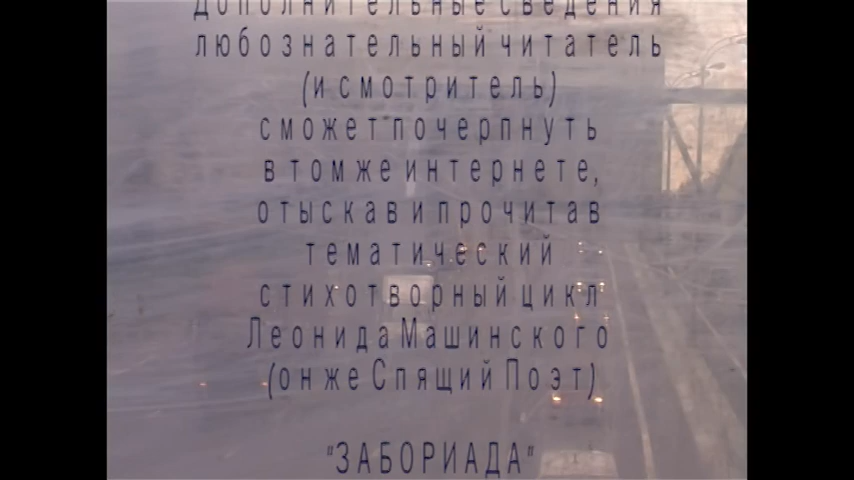 дополнительные сведения
любознательный читатель
(и смотритель)
сможет почерпнуть
в том же интернете,
отыскав и прочитав
тематический
стихотворный цикл
Леонида Машинского
(он же Спящий Поэт)
"ЗАБОРИАДА"